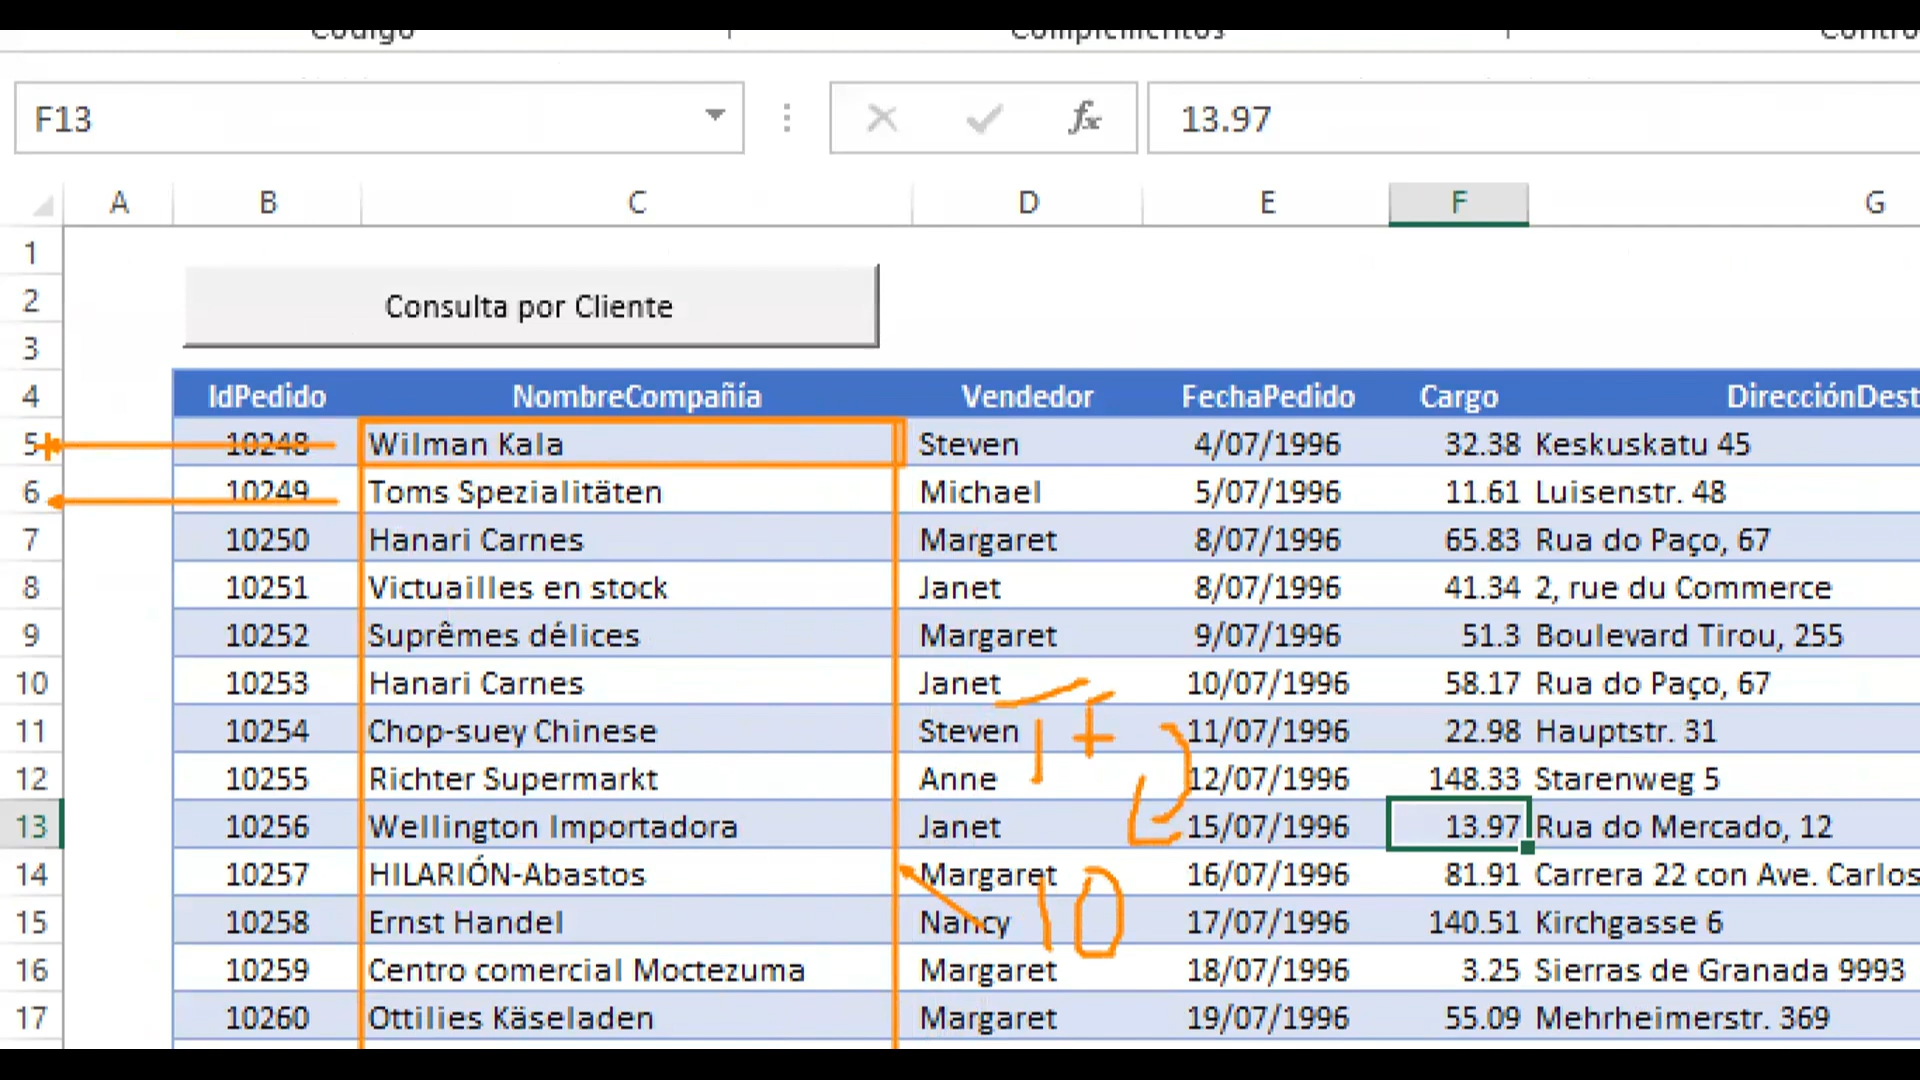 Código Complementos Contro
F13 fx 13.97
A B C D E F G
1
2 Consulta por Cliente
3
4 IdPedido NombreCompañía Vendedor FechaPedido Cargo DirecciónDest
5 10248 Wilman Kala Steven 4/07/1996 32.38 Keskuskatu 45
6 10249 Toms Spezialitäten Michael 5/07/1996 11.61 Luisenstr. 48
7 10250 Hanari Carnes Margaret 8/07/1996 65.83 Rua do Paço, 67
8 10251 Victuailles en stock Janet 8/07/1996 41.34 2, rue du Commerce
9 10252 Suprêmes délices Margaret 9/07/1996 51.3 Boulevard Tirou, 255
10 10253 Hanari Carnes Janet 10/07/1996 58.17 Rua do Paço, 67
11 10254 Chop-suey Chinese Steven 11/07/1996 22.98 Hauptstr. 31
12 10255 Richter Supermarkt Anne 12/07/1996 148.33 Starenweg 5
13 10256 Wellington Importadora Janet 15/07/1996 13.97 Rua do Mercado, 12
14 10257 HILARIÓN-Abastos Margaret 16/07/1996 81.91 Carrera 22 con Ave. Carlos
15 10258 Ernst Handel Nancy 17/07/1996 140.51 Kirchgasse 6
10
16 10259 Centro comercial Moctezuma Margaret 18/07/1996 3.25 Sierras de Granada 9993
17 10260 Ottilies Käseladen Margaret 19/07/1996 55.09 Mehrheimerstr. 369